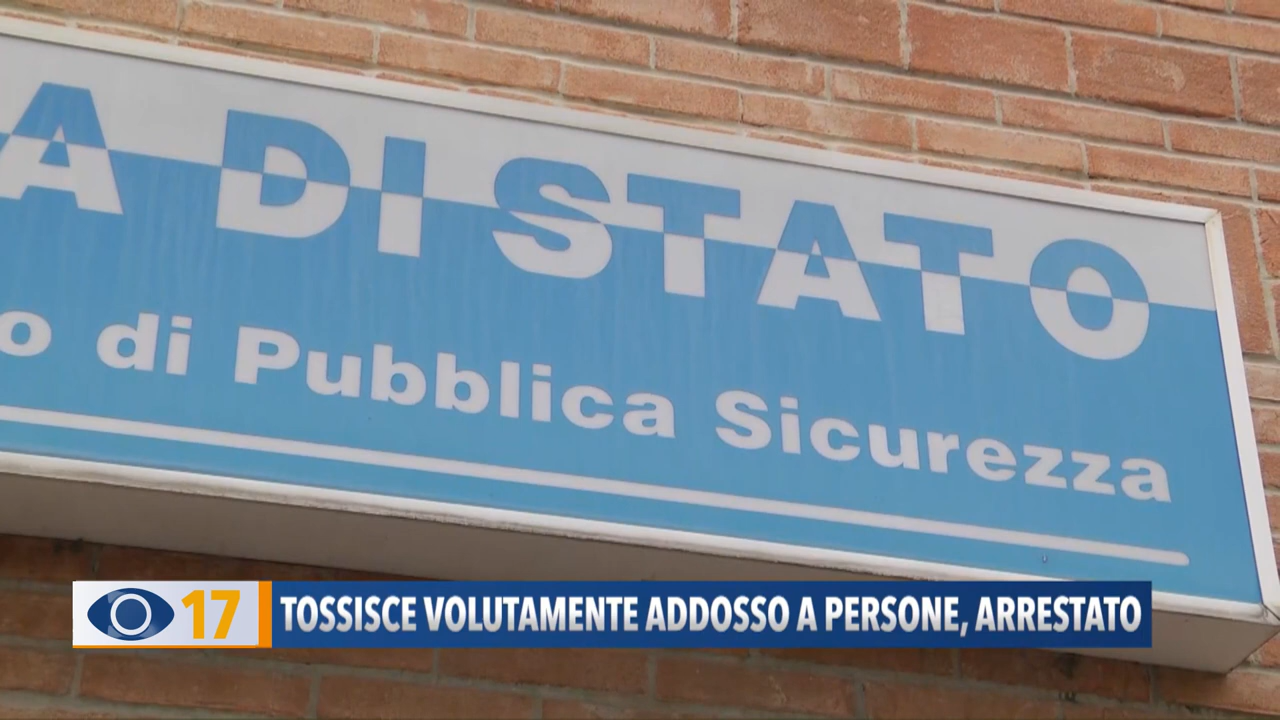 A DI STATO
o di Pubblica Sicurezza
17 TOSSISCE VOLUTAMENTE ADDOSSO A PERSONE, ARRESTATO